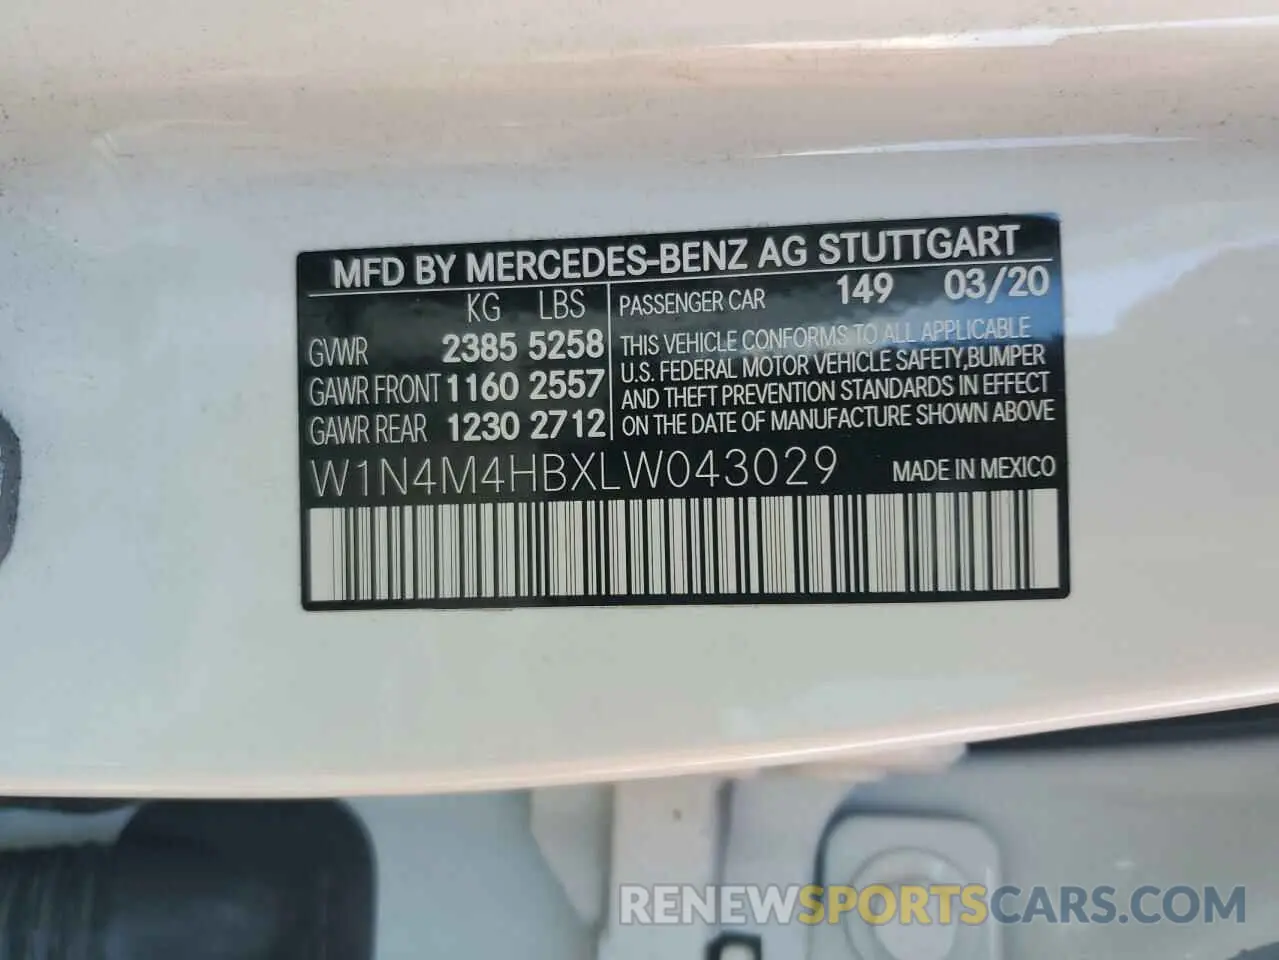 MFD BY MERCEDES-BENZ AG STUTTGART
KG LBS PASSENGER CAR 149 03/20
GVWR 2385 5258
GAWR FRONT 1160 2557
GAWR REAR 1230 2712
THIS VEHICLE CONFORMS TO ALL APPLICABLE
U.S. FEDERAL MOTOR VEHICLE SAFETY,BUMPER
AND THEFT PREVENTION STANDARDS IN EFFECT
ON THE DATE OF MANUFACTURE SHOWN ABOVE
W1N4M4HBXLW043029 MADE IN MEXICO
RENEWSPORTSCARS.COM